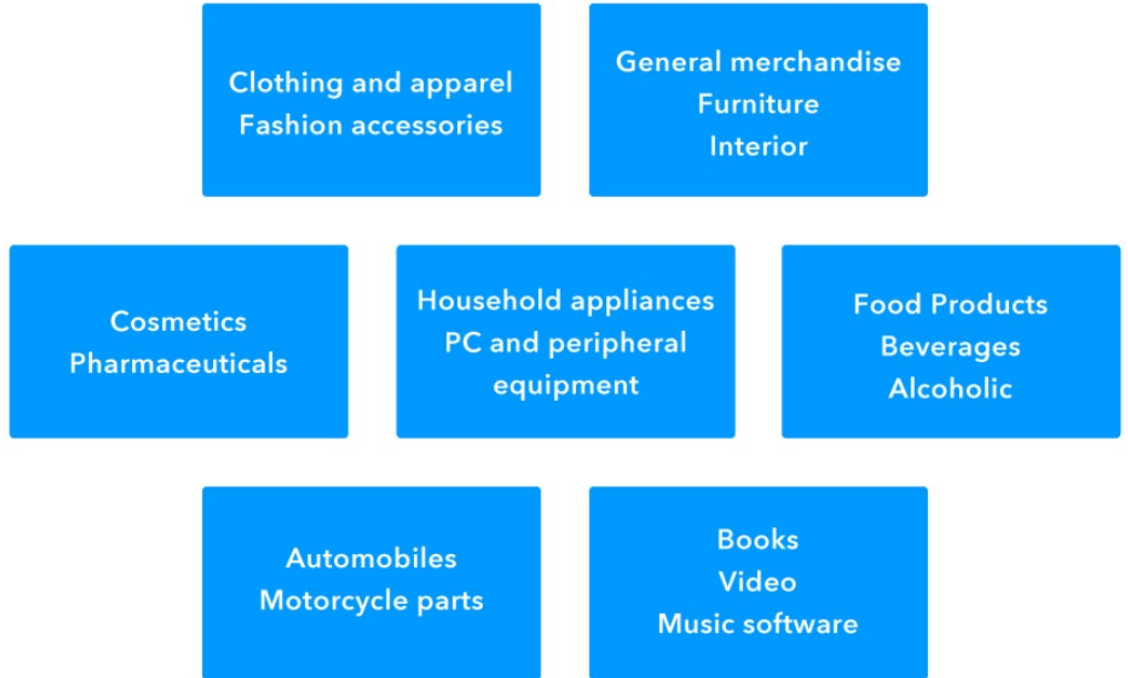 Clothing and apparel
Fashion accessories
General merchandise
Furniture
Interior
Cosmetics
Pharmaceuticals
Household appliances
PC and peripheral
equipment
Food Products
Beverages
Alcoholic
Automobiles
Motorcycle parts
Books
Video
Music software